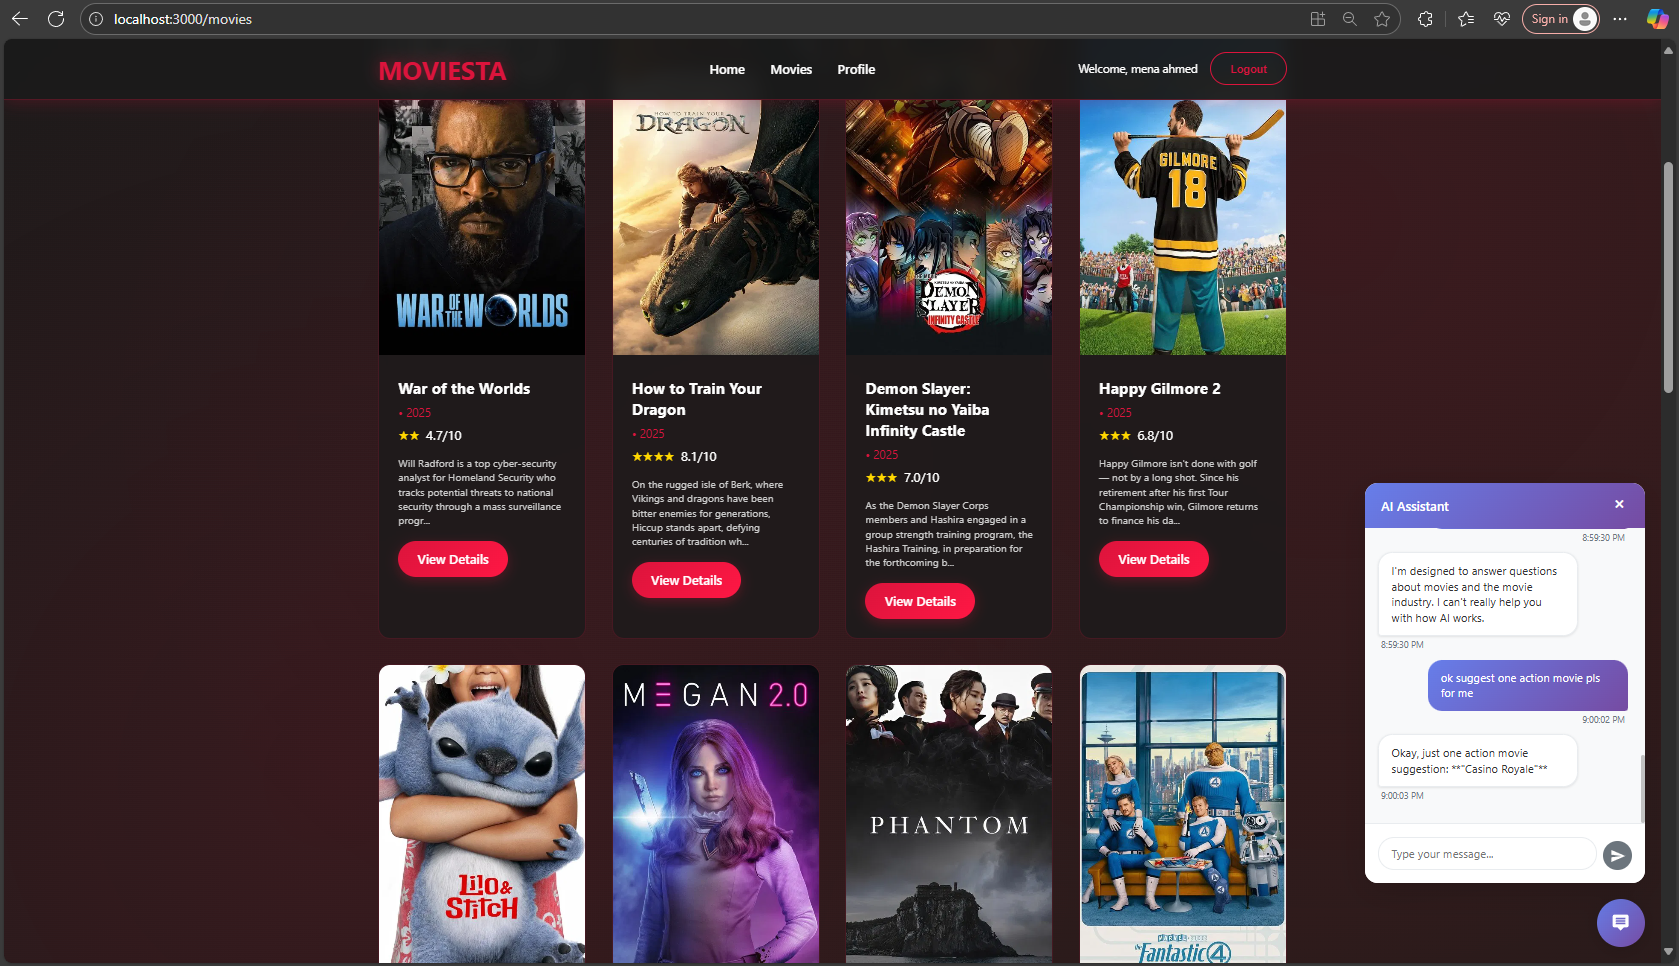 localhost:3000/movies
Sign in
MOVIESTA
Home
Movies
Profile
Welcome, mena ahmed
Logout
WAR OF THE WORLDS
War of the Worlds
• 2025
4.7/10
Will Radford is a top cyber-security
analyst for Homeland Security who
tracks potential threats to national
security through a mass surveillance
progr...
View Details
HOW TO TRAIN YOUR
DRAGON
How to Train Your
Dragon
• 2025
8.1/10
On the rugged isle of Berk, where
Vikings and dragons have been
bitter enemies for generations,
Hiccup stands apart, defying
centuries of tradition wh...
View Details
DEMON
SLAYER
INFINITY CASTLE
Demon Slayer:
Kimetsu no Yaiba
Infinity Castle
• 2025
7.0/10
As the Demon Slayer Corps
members and Hashira engaged in a
group strength training program, the
Hashira Training, in preparation for
the forthcoming b...
View Details
GILMORE
18
Happy Gilmore 2
• 2025
6.8/10
Happy Gilmore isn't done with golf
— not by a long shot. Since his
retirement after his first Tour
Championship win, Gilmore returns
to finance his da...
View Details
Lilo &
Stitch
MEGAN 2.0
PHANTOM
4
4
4
the Fantastic 4
AI Assistant
8:59:30 PM
I'm designed to answer questions
about movies and the movie
industry. I can't really help you
with how AI works.
8:59:30 PM
ok suggest one action movie pls
for me
9:00:02 PM
Okay, just one action movie
suggestion: **"Casino Royale"**
9:00:03 PM
Type your message...